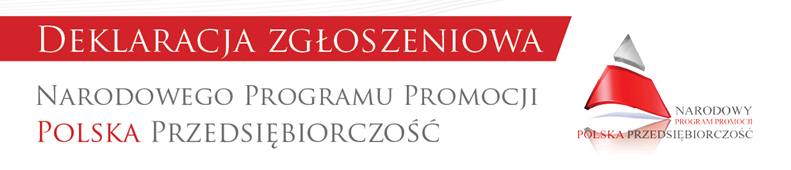 DEKLARACJA ZGŁOSZENIOWA
NARODOWEGO PROGRAMU PROMOCJI
POLSKA PRZEDSIĘBIORCZOŚĆ
NARODOWY
PROGRAM PROMOCJI
POLSKA PRZEDSIĘBIORCZOŚĆ